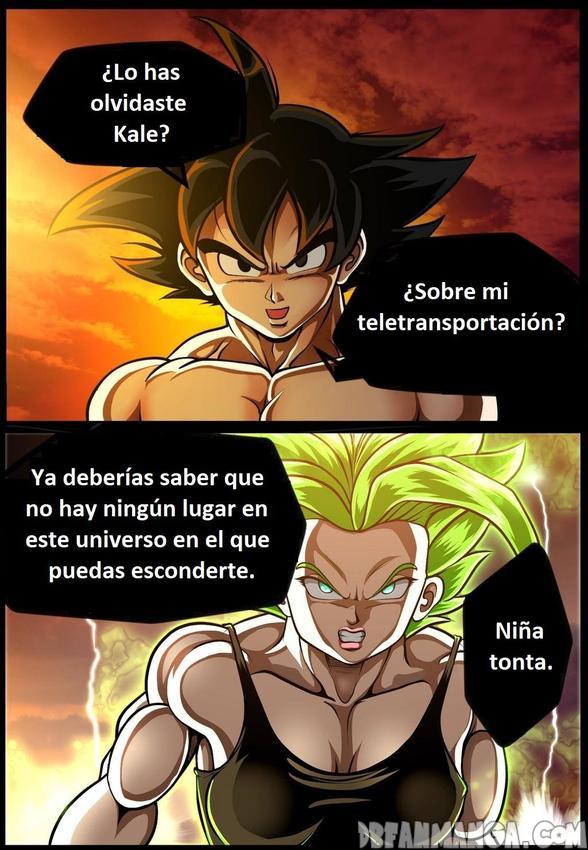 ¿Lo has
olvidaste
Kale?
¿Sobre mi
teletransportación?
Ya deberías saber que
no hay ningún lugar en
este universo en el que
puedas esconderte.
Niña
tonta.
DBFANMANGA.COM